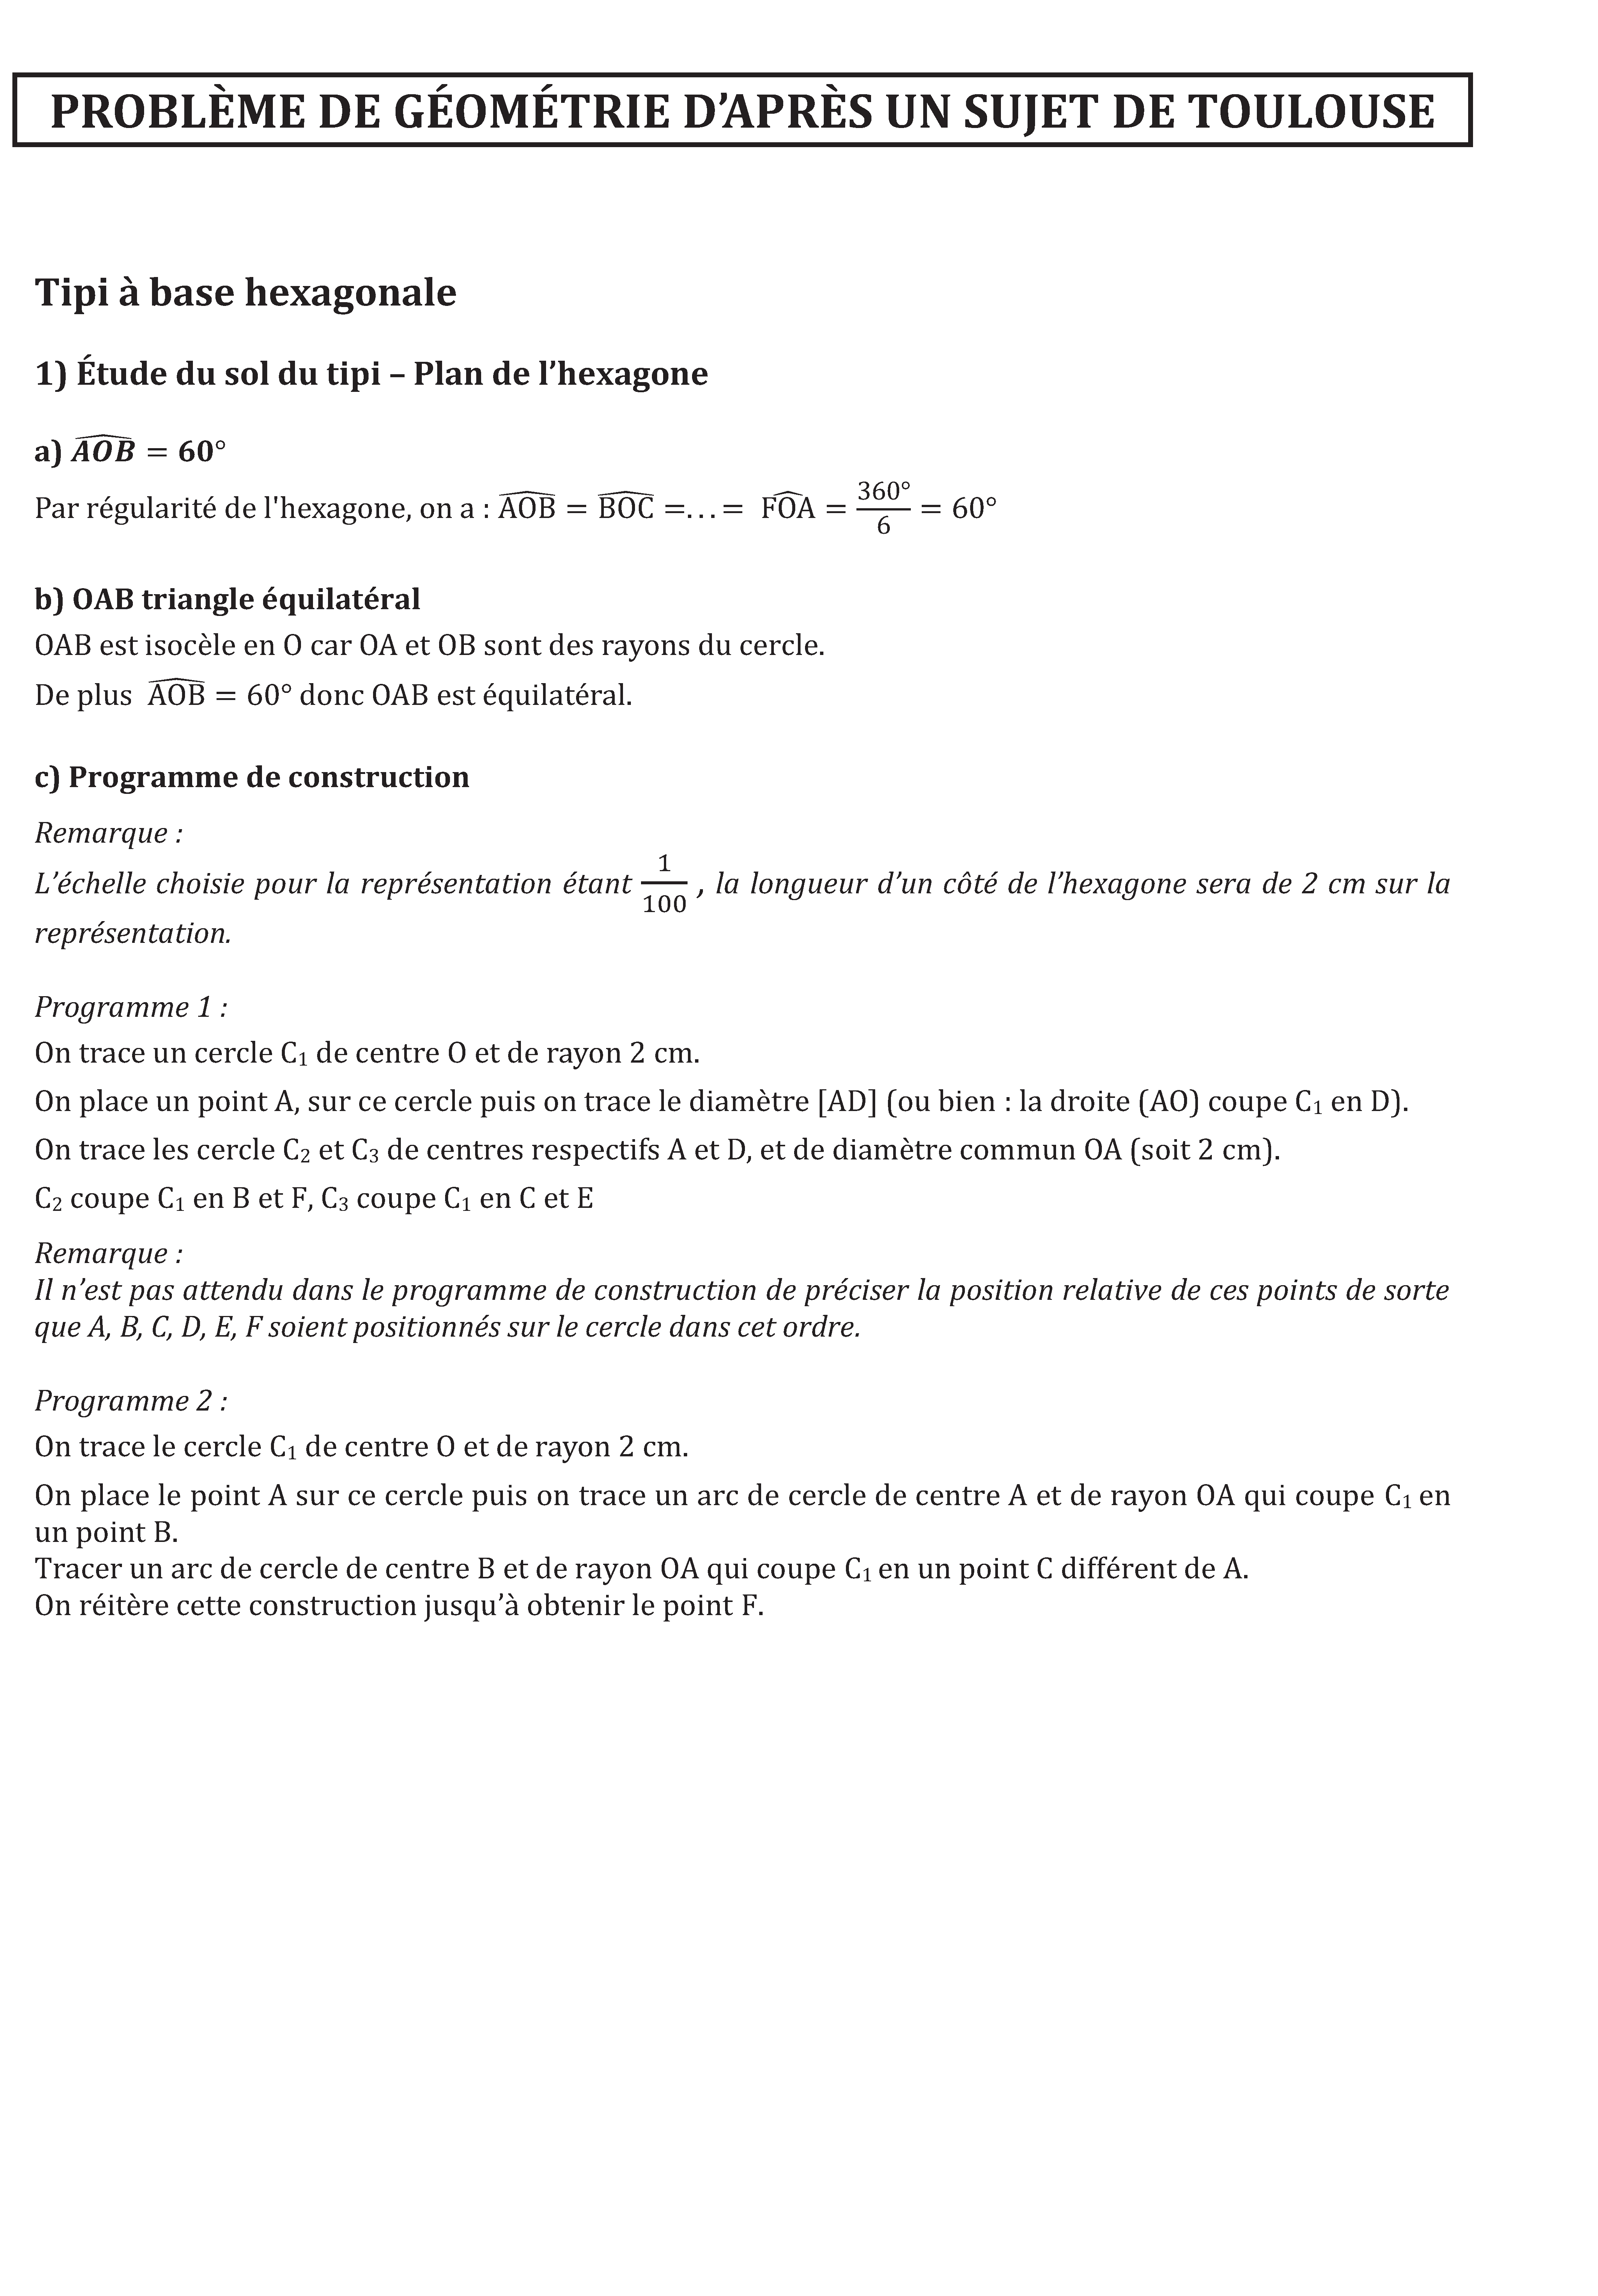 PROBLÈME DE GÉOMÉTRIE D’APRÈS UN SUJET DE TOULOUSE
Tipi à base hexagonale
1) Étude du sol du tipi – Plan de l’hexagone
a) \widehat{AOB} = 60°
Par régularité de l'hexagone, on a : \widehat{AOB} = \widehat{BOC} =…= \widehat{FOA} = \frac{360°}{6} = 60°
b) OAB triangle équilatéral
OAB est isocèle en O car OA et OB sont des rayons du cercle.
De plus \widehat{AOB} = 60° donc OAB est équilatéral.
c) Programme de construction
Remarque :
L’échelle choisie pour la représentation étant \frac{1}{100} , la longueur d’un côté de l’hexagone sera de 2 cm sur la
représentation.
Programme 1 :
On trace un cercle C₁ de centre O et de rayon 2 cm.
On place un point A, sur ce cercle puis on trace le diamètre [AD] (ou bien : la droite (AO) coupe C₁ en D).
On trace les cercle C₂ et C₃ de centres respectifs A et D, et de diamètre commun OA (soit 2 cm).
C₂ coupe C₁ en B et F, C₃ coupe C₁ en C et E
Remarque :
Il n’est pas attendu dans le programme de construction de préciser la position relative de ces points de sorte
que A, B, C, D, E, F soient positionnés sur le cercle dans cet ordre.
Programme 2 :
On trace le cercle C₁ de centre O et de rayon 2 cm.
On place le point A sur ce cercle puis on trace un arc de cercle de centre A et de rayon OA qui coupe C₁ en
un point B.
Tracer un arc de cercle de centre B et de rayon OA qui coupe C₁ en un point C différent de A.
On réitère cette construction jusqu’à obtenir le point F.